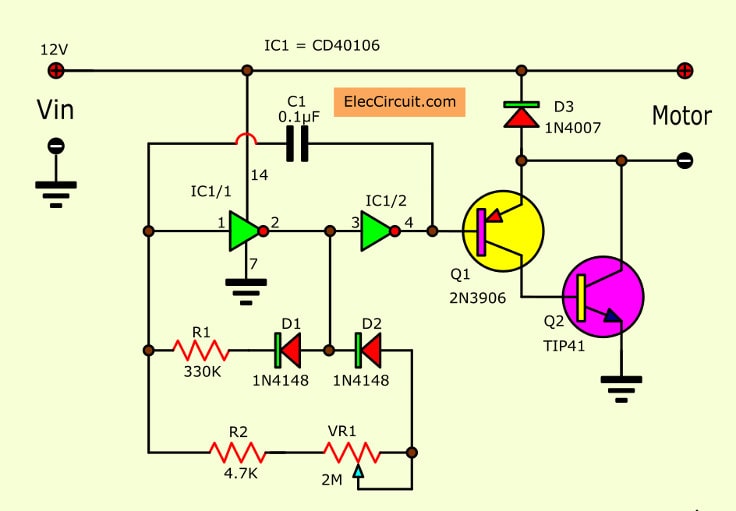 12V
IC1 = CD40106
Vin
C1
0.1µF
ElecCircuit.com
D3
1N4007
Motor
14
IC1/1
1
2
7
IC1/2
3
4
Q1
2N3906
Q2
TIP41
R1
330K
D1
1N4148
D2
1N4148
R2
4.7K
VR1
2M